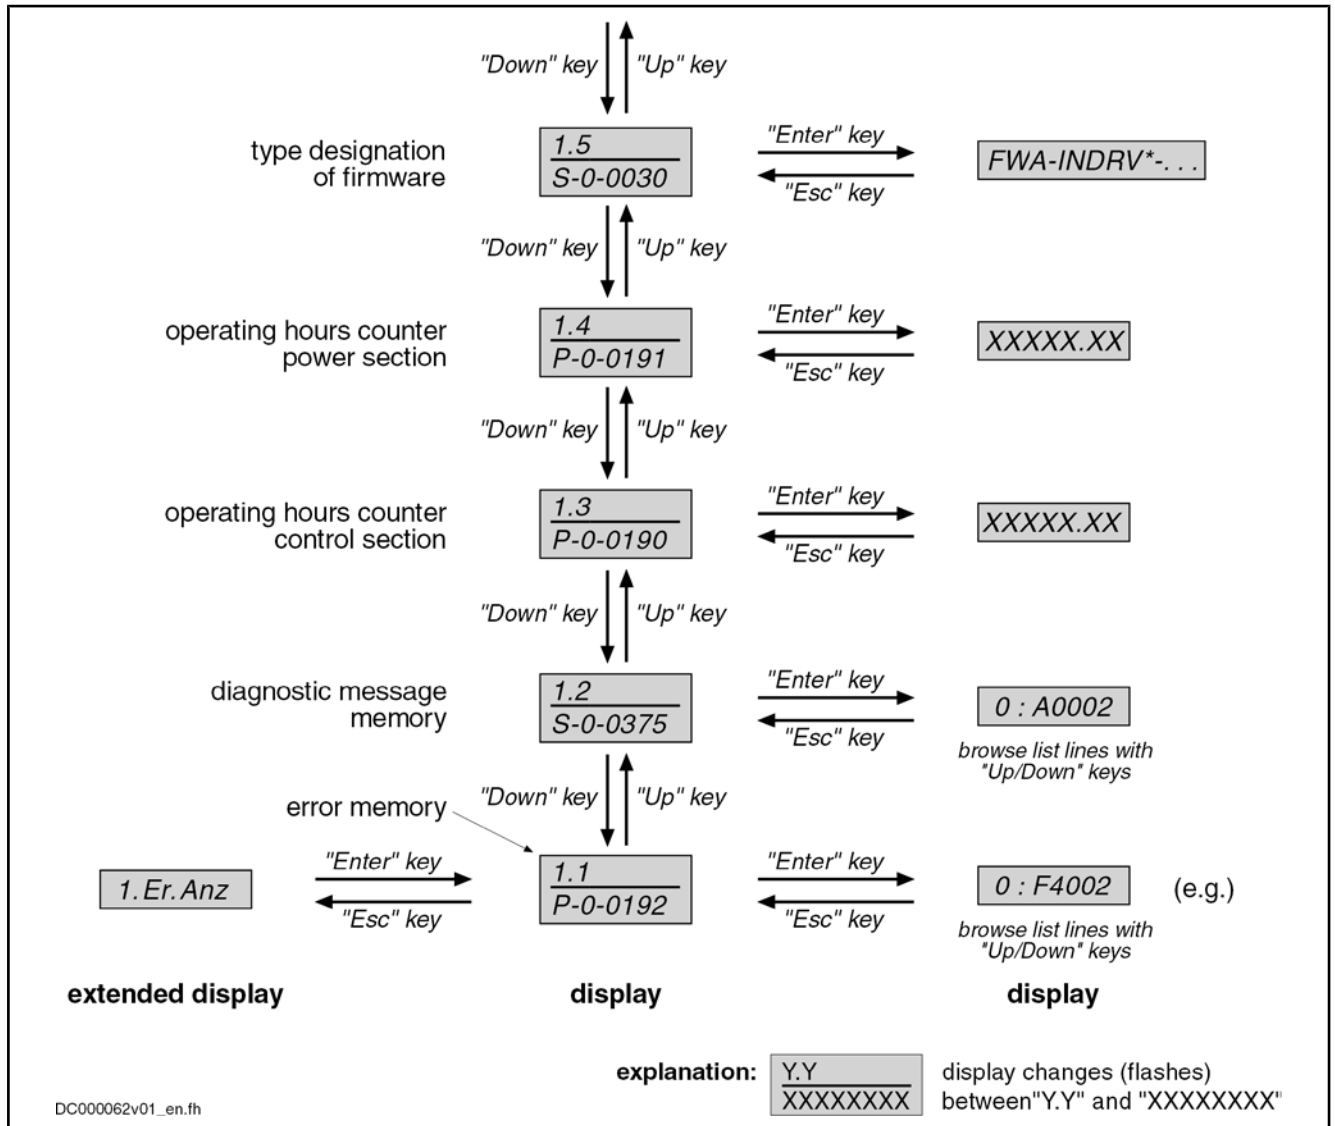 "Down" key "Up" key
type designation
of firmware
1.5
S-0-0030
"Enter" key
"Esc" key
FWA-INDRV*-...
"Down" key "Up" key
operating hours counter
power section
1.4
P-0-0191
"Enter" key
"Esc" key
XXXXX.XX
"Down" key "Up" key
operating hours counter
control section
1.3
P-0-0190
"Enter" key
"Esc" key
XXXXX.XX
"Down" key "Up" key
diagnostic message
memory
1.2
S-0-0375
"Enter" key
"Esc" key
0 : A0002
browse list lines with
"Up/Down" keys
"Down" key "Up" key
error memory
1.Er.Anz
"Enter" key
"Esc" key
1.1
P-0-0192
"Enter" key
"Esc" key
0 : F4002
(e.g.)
browse list lines with
"Up/Down" keys
extended display
display
display
explanation:
Y.Y
XXXXXXXX
display changes (flashes)
between"Y.Y" and "XXXXXXXX"
DC000062v01_en.fh